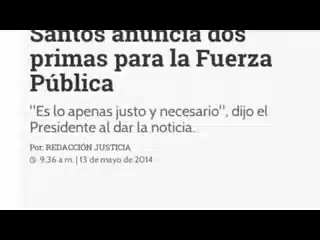 Santos anuncia dos
primas para la Fuerza
Pública
"Es lo apenas justo y necesario", dijo el
Presidente al dar la noticia.
Por: REDACCIÓN JUSTICIA
9:36 a.m. | 13 de mayo de 2014